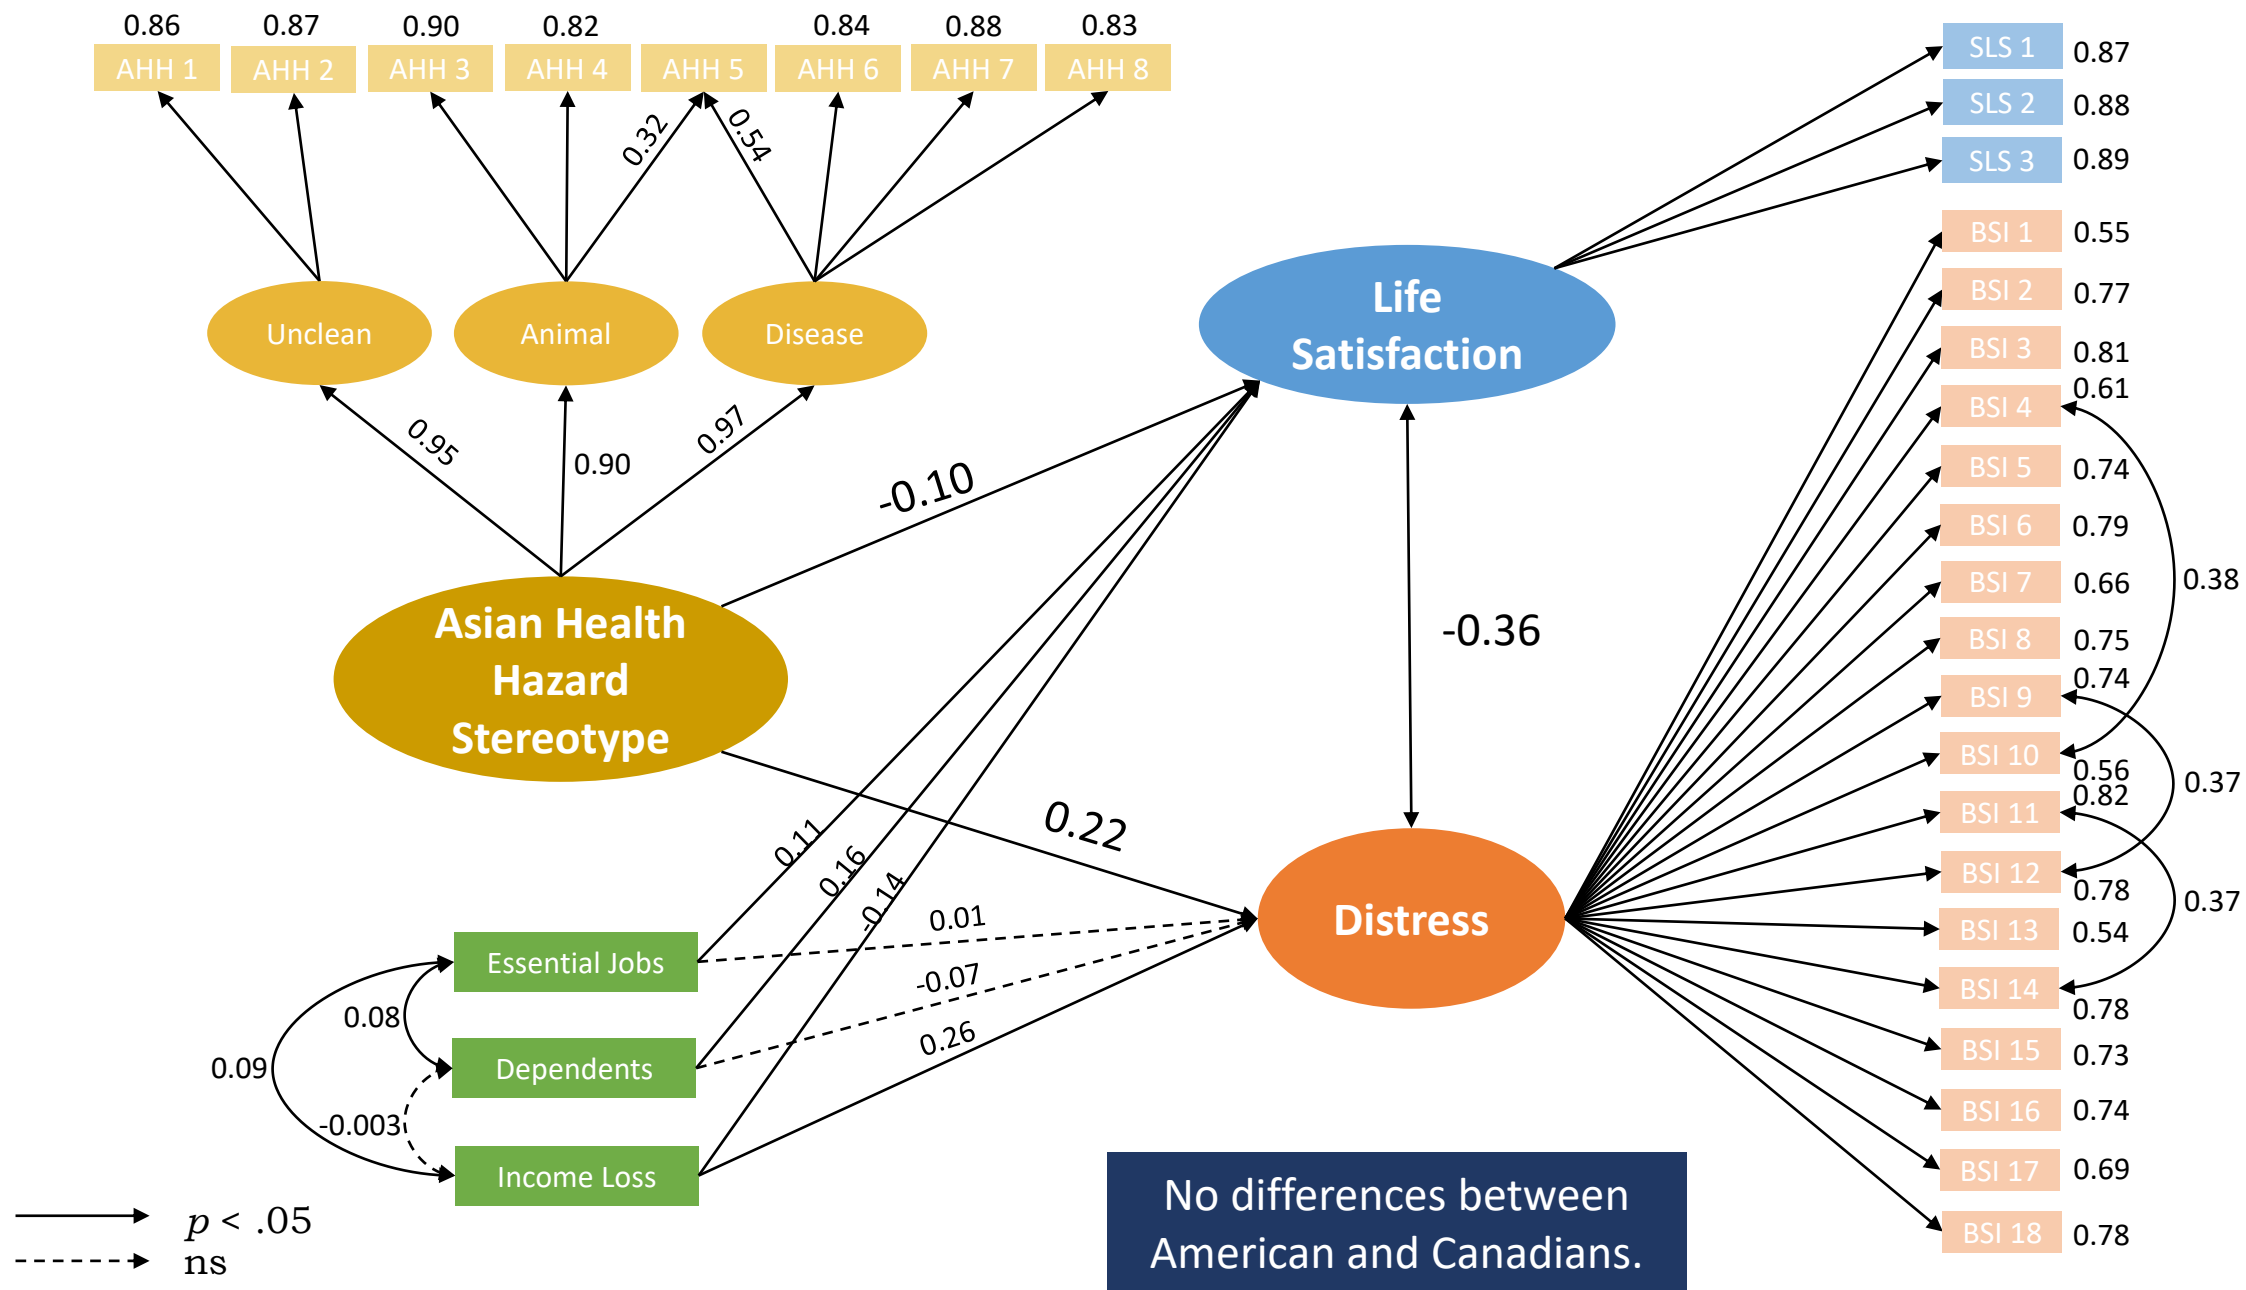 0.86
0.87
0.90
0.82
0.84
0.88
0.83
AHH 1
AHH 2
AHH 3
AHH 4
AHH 5
AHH 6
AHH 7
AHH 8
0.32
0.54
Unclean
Animal
Disease
0.95
0.90
0.97
Asian Health
Hazard
Stereotype
Life
Satisfaction
-0.10
-0.36
0.22
0.11
0.16
-0.14
0.01
-0.07
0.26
Distress
Essential Jobs
Dependents
Income Loss
0.08
0.09
-0.003
SLS 1
0.87
SLS 2
0.88
SLS 3
0.89
BSI 1
0.55
BSI 2
0.77
BSI 3
0.81
BSI 4
0.61
BSI 5
0.74
BSI 6
0.79
BSI 7
0.66
BSI 8
0.75
BSI 9
0.74
BSI 10
0.56
BSI 11
0.82
BSI 12
0.78
BSI 13
0.54
BSI 14
0.78
BSI 15
0.73
BSI 16
0.74
BSI 17
0.69
BSI 18
0.78
0.38
0.37
0.37
p < .05
ns
No differences between
American and Canadians.